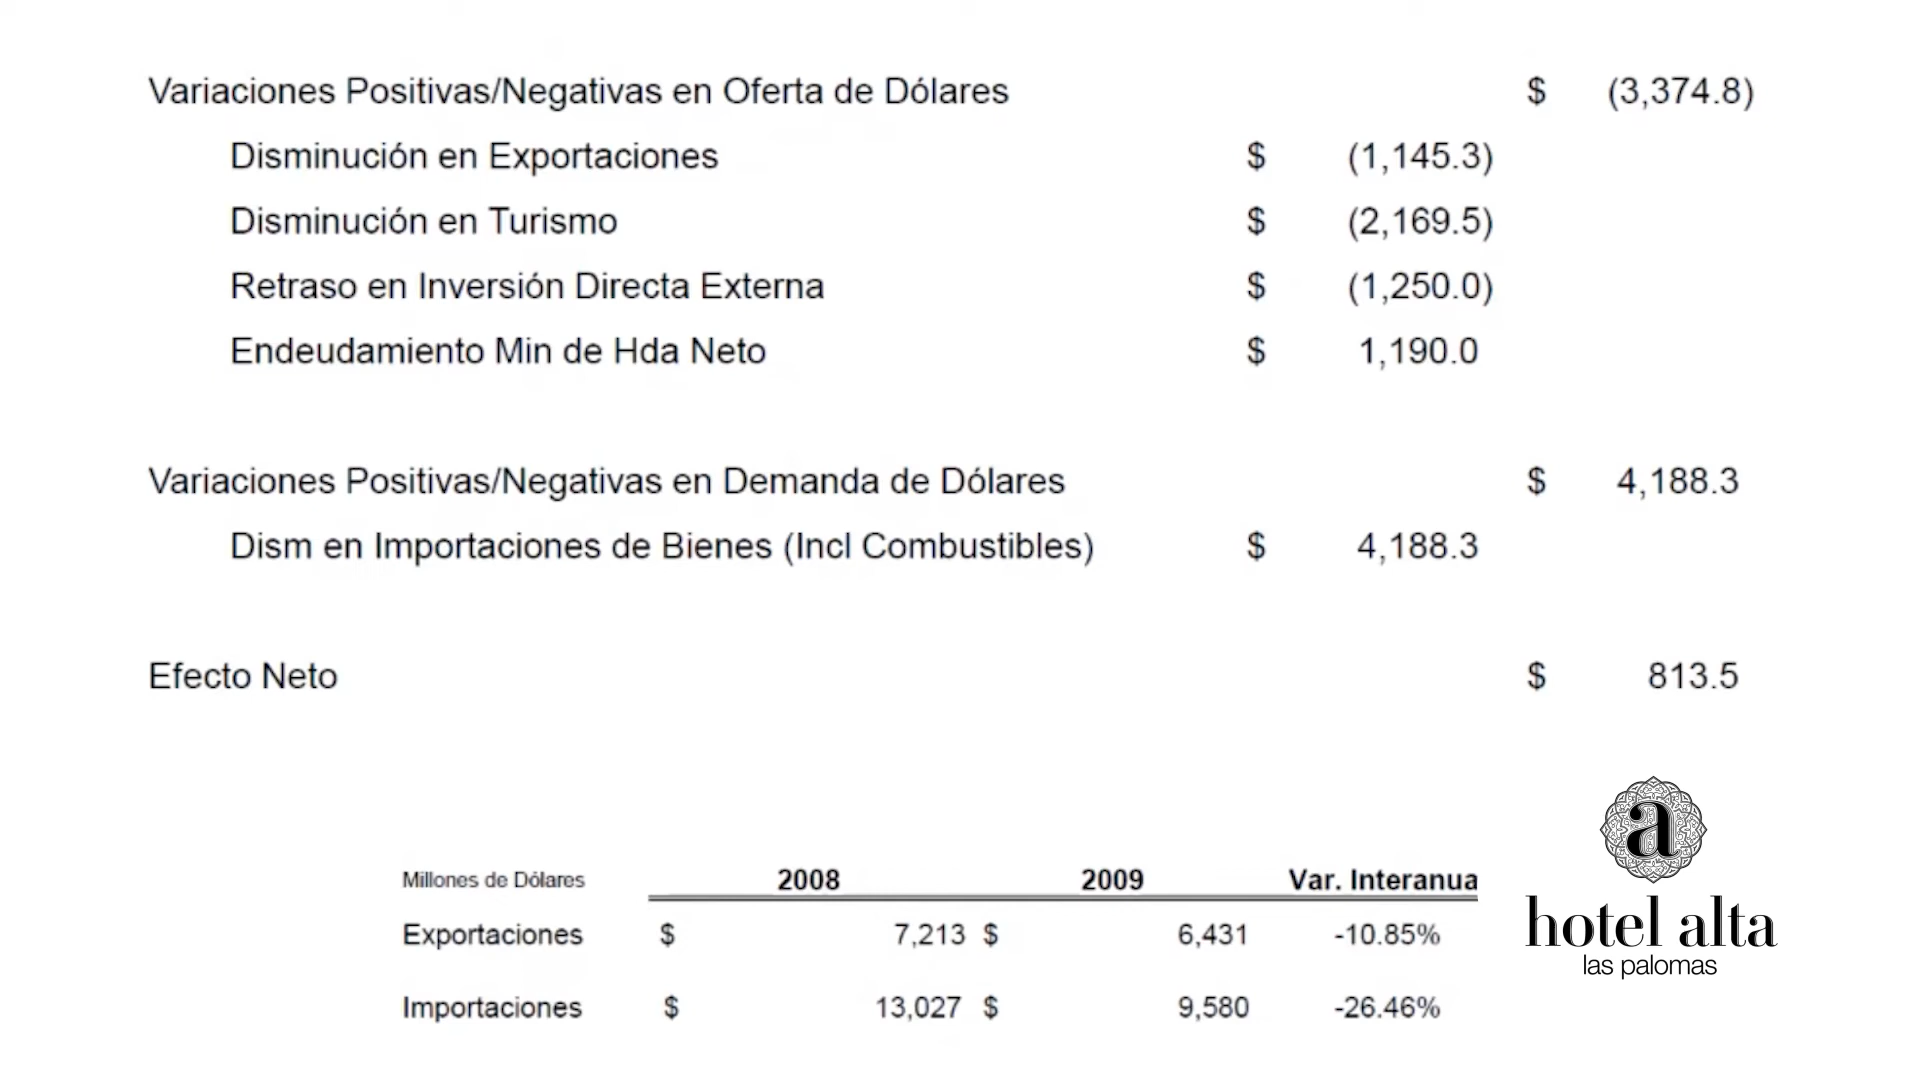 Variaciones Positivas/Negativas en Oferta de Dólares $ (3,374.8)
Disminución en Exportaciones $ (1,145.3)
Disminución en Turismo $ (2,169.5)
Retraso en Inversión Directa Externa $ (1,250.0)
Endeudamiento Min de Hda Neto $ 1,190.0
Variaciones Positivas/Negativas en Demanda de Dólares $ 4,188.3
Dism en Importaciones de Bienes (Incl Combustibles) $ 4,188.3
Efecto Neto $ 813.5
Millones de Dólares 2008 2009 Var. Interanua
Exportaciones $ 7,213 $ 6,431 -10.85%
Importaciones $ 13,027 $ 9,580 -26.46%
a
hotel alta
las palomas